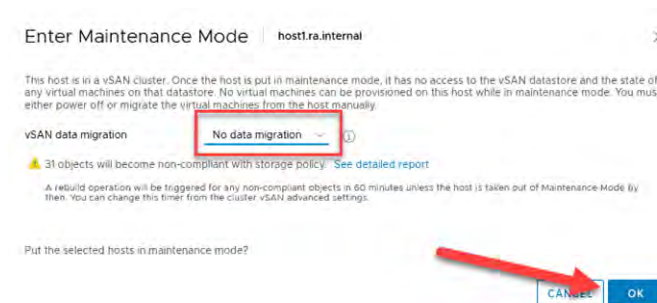 Enter Maintenance Mode host1.ra.internal
This host is in a vSAN cluster. Once the host is put in maintenance mode, it has no access to the vSAN datastore and the state of
any virtual machines on that datastore. No virtual machines can be provisioned on this host while in maintenance mode. You mus
either power off or migrate the virtual machines from the host manually.
vSAN data migration No data migration
31 objects will become non-compliant with storage policy. See detailed report
A rebuild operation will be triggered for any non-compliant objects in 60 minutes unless the host is taken out of Maintenance Mode by
then. You can change this timer from the cluster vSAN advanced settings.
Put the selected hosts in maintenance mode?
CANCEL OK